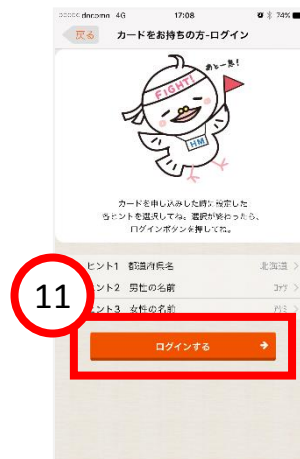 docomo 4G 17:08 74%
戻る カードをお持ちの方-ログイン
あと一息!
FIGHT!
HM
カードを申し込みした時に設定した
各ヒントを選択してね。選択が終わったら、
ログインボタンを押してね。
ヒント1 都道府県名 北海道 >
ント2 男性の名前 >
ヒント3 女性の名前 >
11
ログインする →